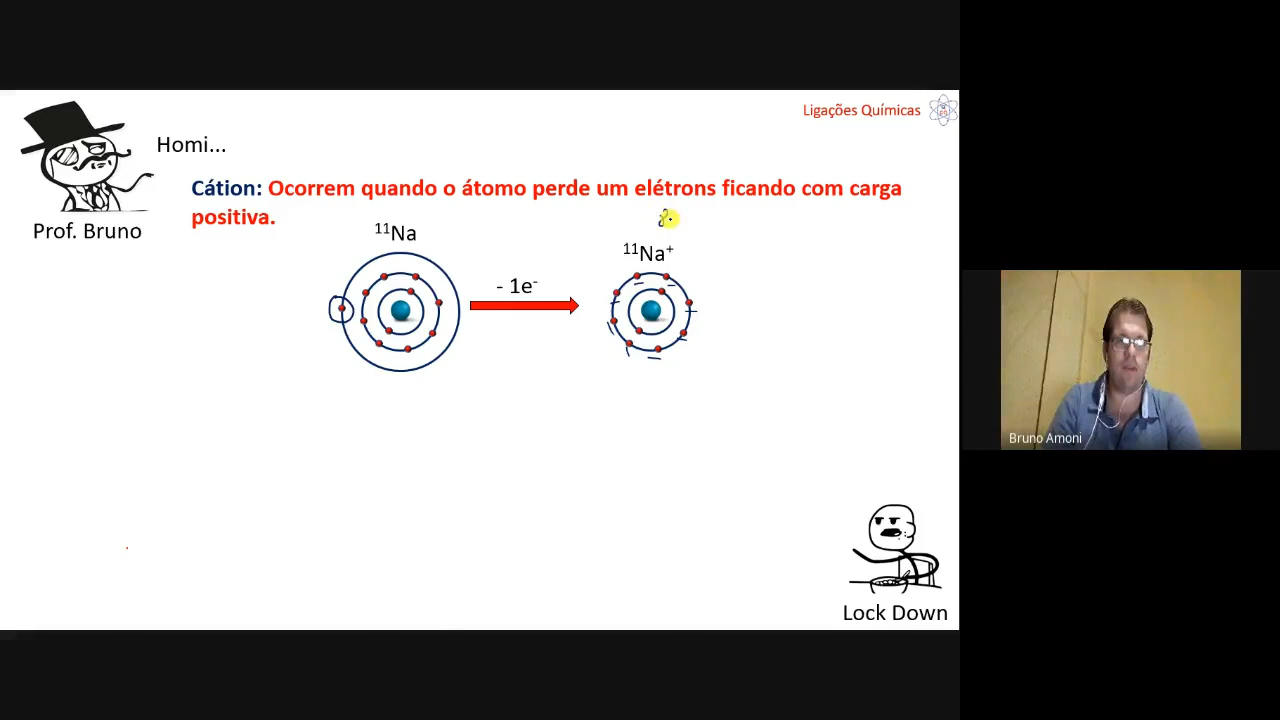 Ligações Químicas
Homi...
Cátion: Ocorrem quando o átomo perde um elétrons ficando com carga
positiva.
Prof. Bruno
¹¹Na
¹¹Na⁺
- 1e⁻
Bruno Amoni
Lock Down